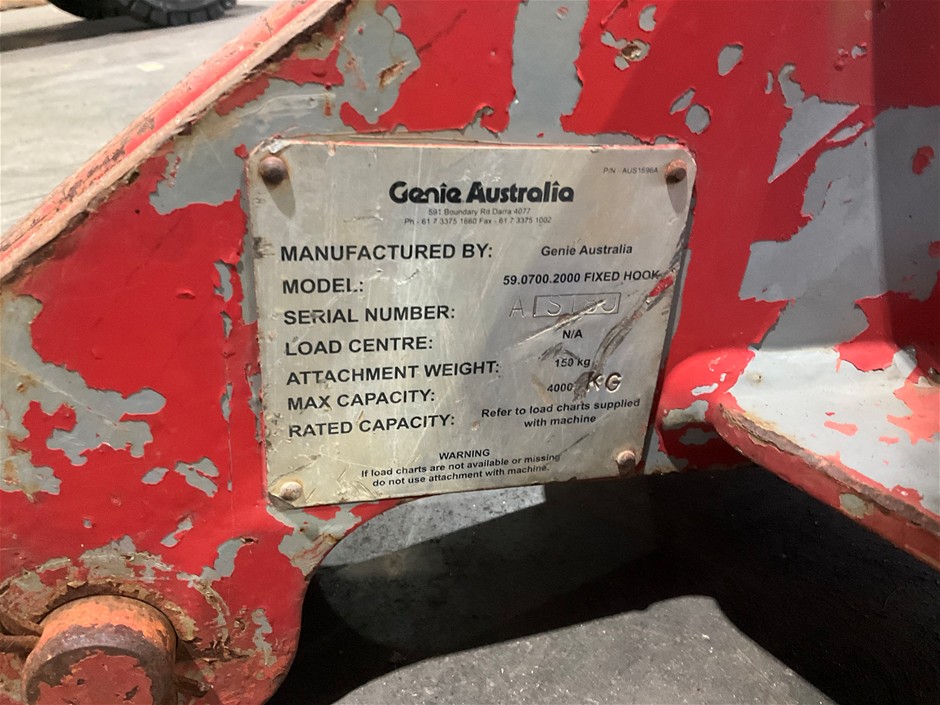 P/N - AUS1698A
Genie Australia
591 Boundary Rd Darra 4077
Ph - 61 7 3375 1660 Fax - 61 7 3375 1002
MANUFACTURED BY: Genie Australia
MODEL: 59.0700.2000 FIXED HOOK
SERIAL NUMBER:
LOAD CENTRE: N/A
ATTACHMENT WEIGHT: 150 kg
MAX CAPACITY: 4000 KG
RATED CAPACITY: Refer to load charts supplied
with machine
WARNING
If load charts are not available or missing
do not use attachment with machine.